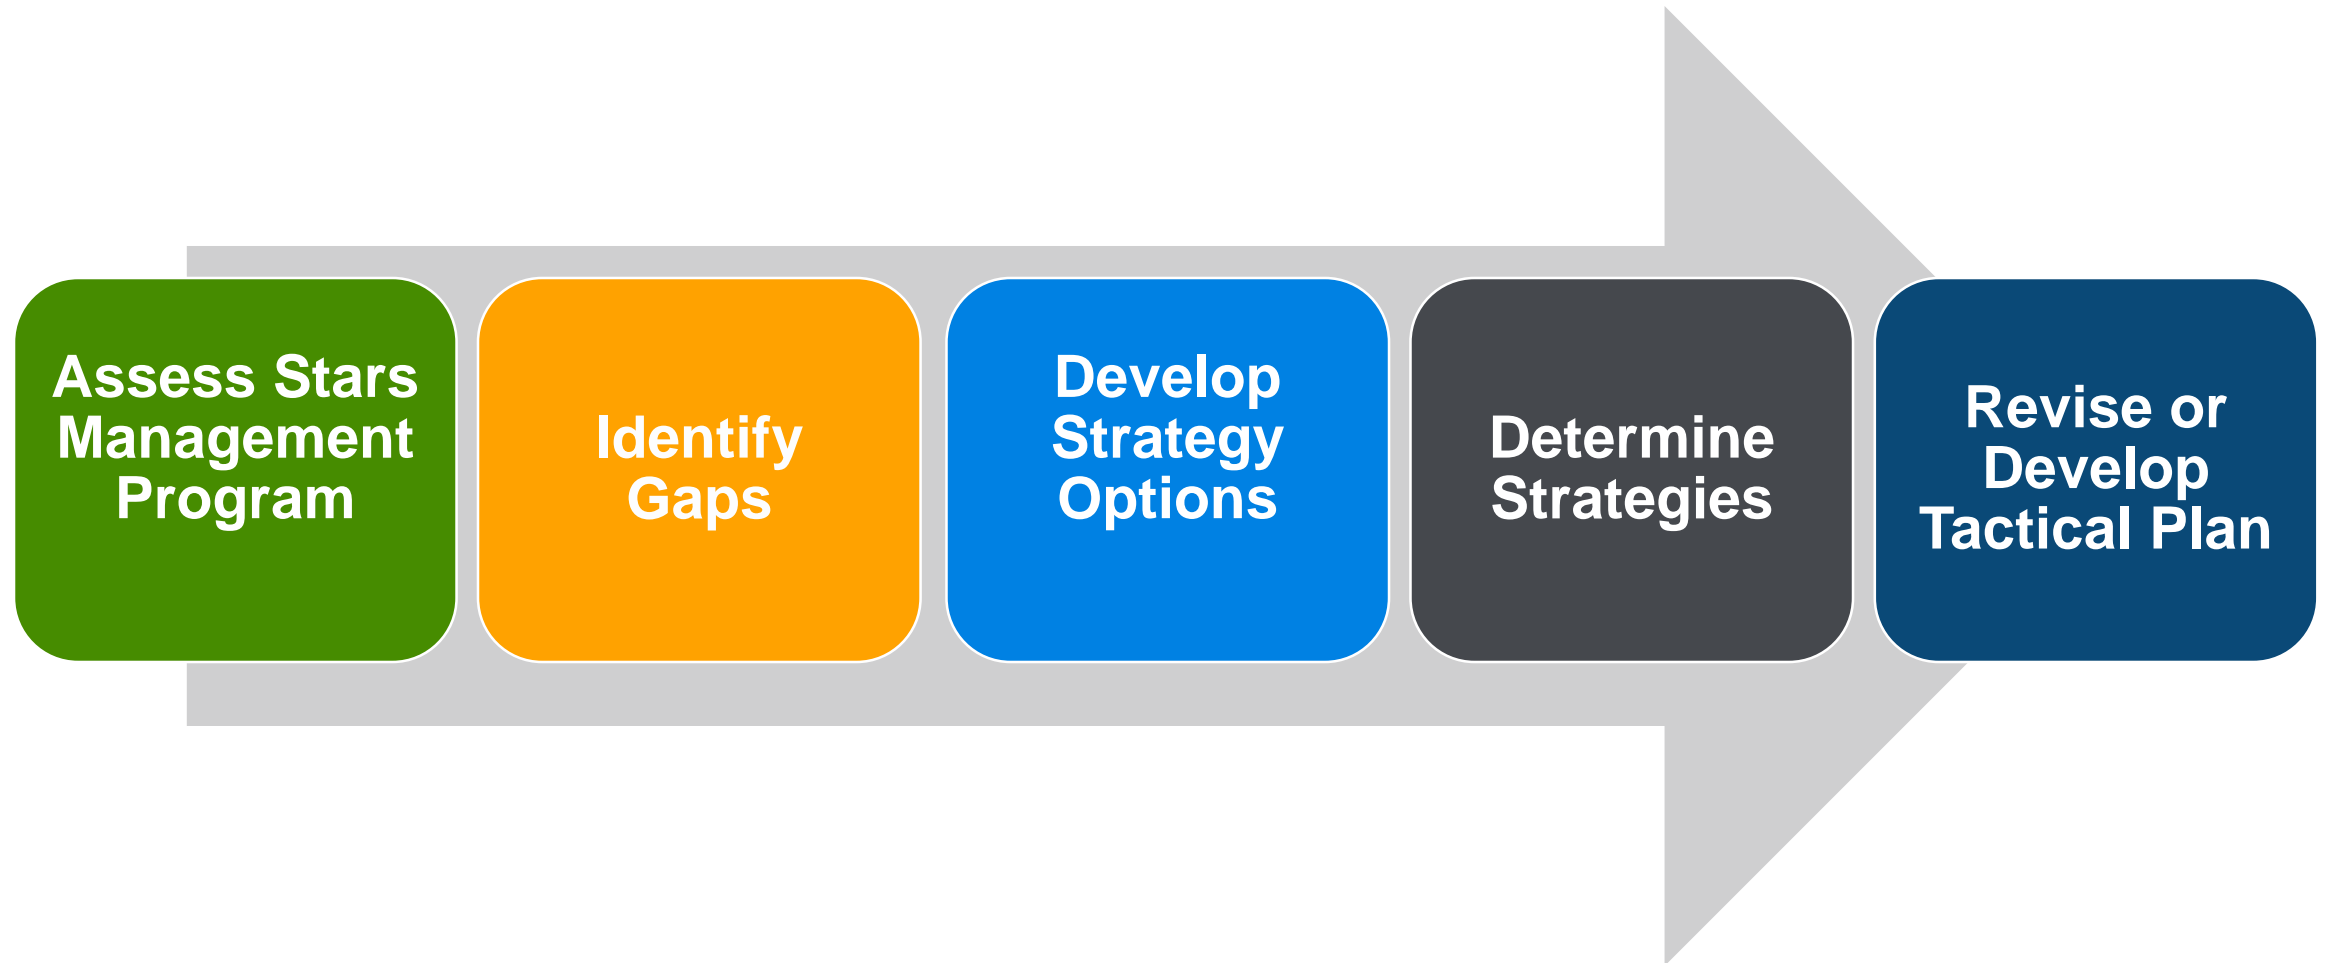 Assess Stars
Management
Program
Identify
Gaps
Develop
Strategy
Options
Determine
Strategies
Revise or
Develop
Tactical Plan